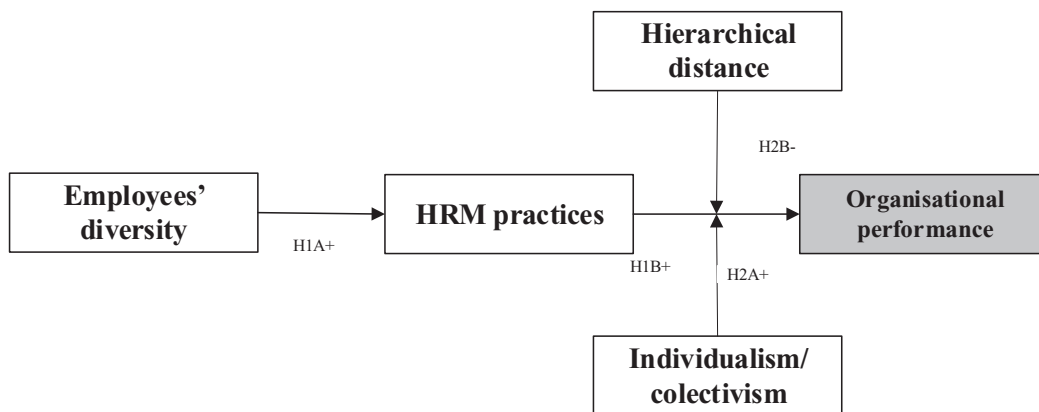 Hierarchical
distance
H2B-
Employees’
diversity
H1A+
HRM practices
H1B+
H2A+
Organisational
performance
Individualism/
colectivism